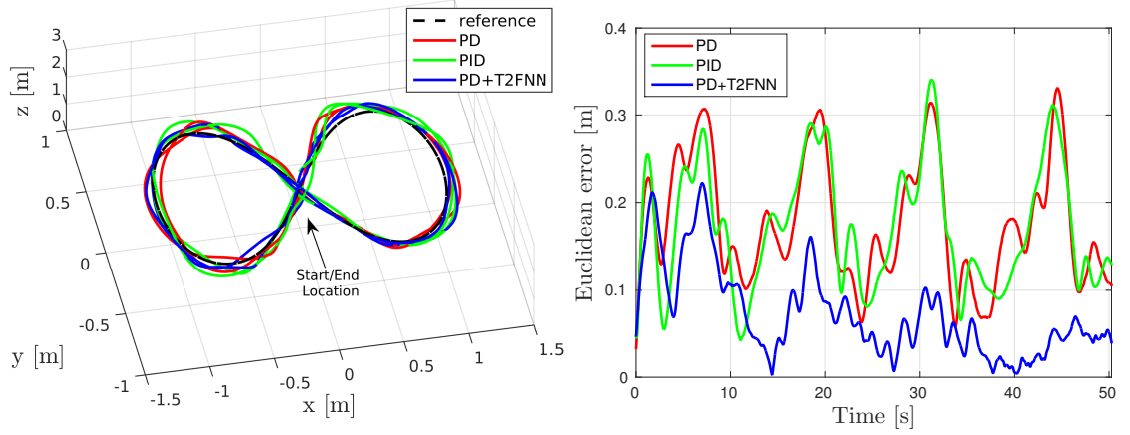 reference
PD
PID
PD+T2FNN
3
2
1
0
z [m]
1
0.5
0
-0.5
-1
y [m]
-1.5
-1
-0.5
0
0.5
1
1.5
x [m]
Start/End
Location
PD
PID
PD+T2FNN
0.4
0.3
0.2
0.1
0
Euclidean error [m]
0
10
20
30
40
50
Time [s]